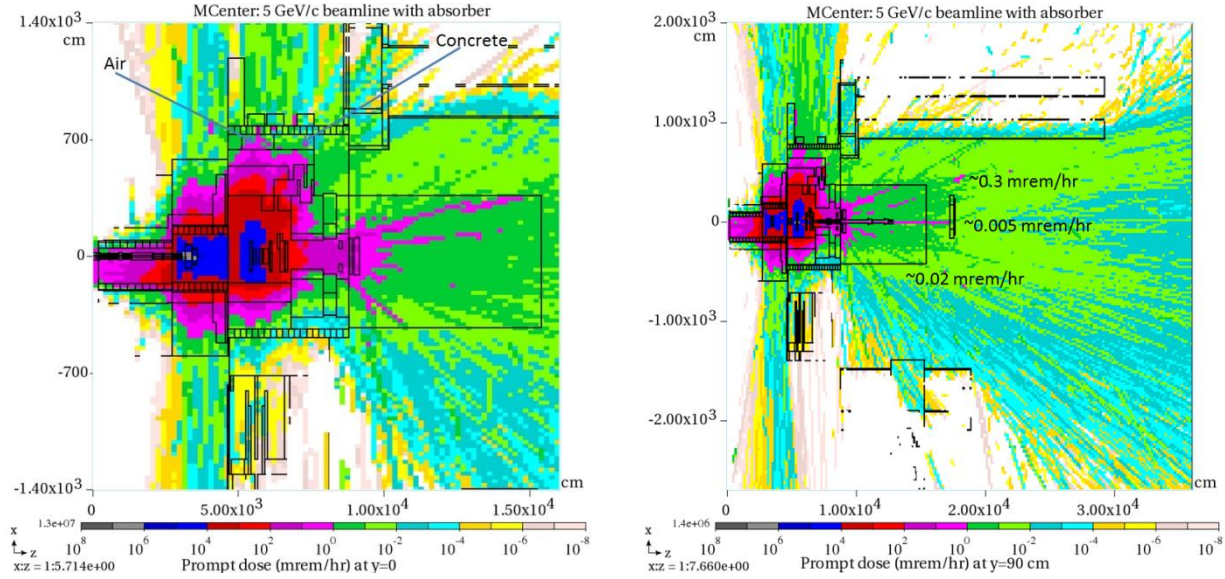 MCenter: 5 GeV/c beamline with absorber
1.40x10³
cm
Air
Concrete
700
0
-700
-1.40x10³
0
5.00x10³
1.00x10⁴
1.50x10⁴
cm
x
z
x:z = 1:5.714e+00
1.3e+07
10⁸ 10⁶ 10⁴ 10² 10⁰ 10⁻² 10⁻⁴ 10⁻⁶ 10⁻⁸
Prompt dose (mrem/hr) at y=0
MCenter: 5 GeV/c beamline with absorber
2.00x10³
cm
1.00x10³
0
-1.00x10³
-2.00x10³
~0.3 mrem/hr
~0.005 mrem/hr
~0.02 mrem/hr
0
1.00x10⁴
2.00x10⁴
3.00x10⁴
cm
x
z
x:z = 1:7.660e+00
1.4e+06
10⁸ 10⁶ 10⁴ 10² 10⁰ 10⁻² 10⁻⁴ 10⁻⁶ 10⁻⁸
Prompt dose (mrem/hr) at y=90 cm